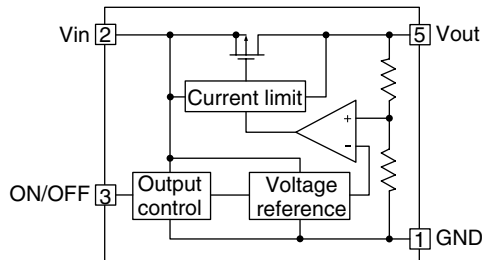 Vin 2
5 Vout
Current limit
+
-
ON/OFF 3
Output
control
Voltage
reference
1 GND